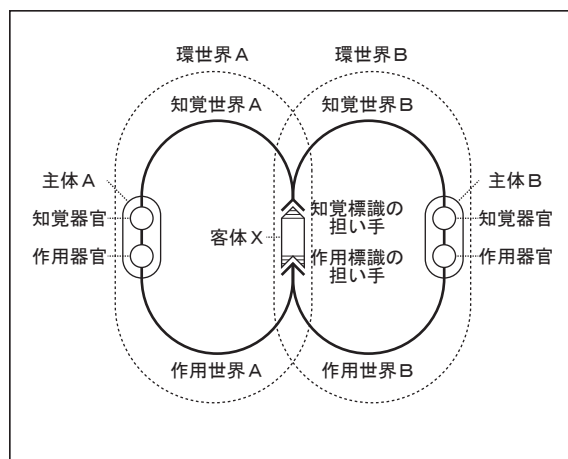 環世界A
環世界B
知覚世界A
知覚世界B
主体A
主体B
知覚器官
作用器官
客体X
知覚標識の
担い手
作用標識の
担い手
知覚器官
作用器官
作用世界A
作用世界B